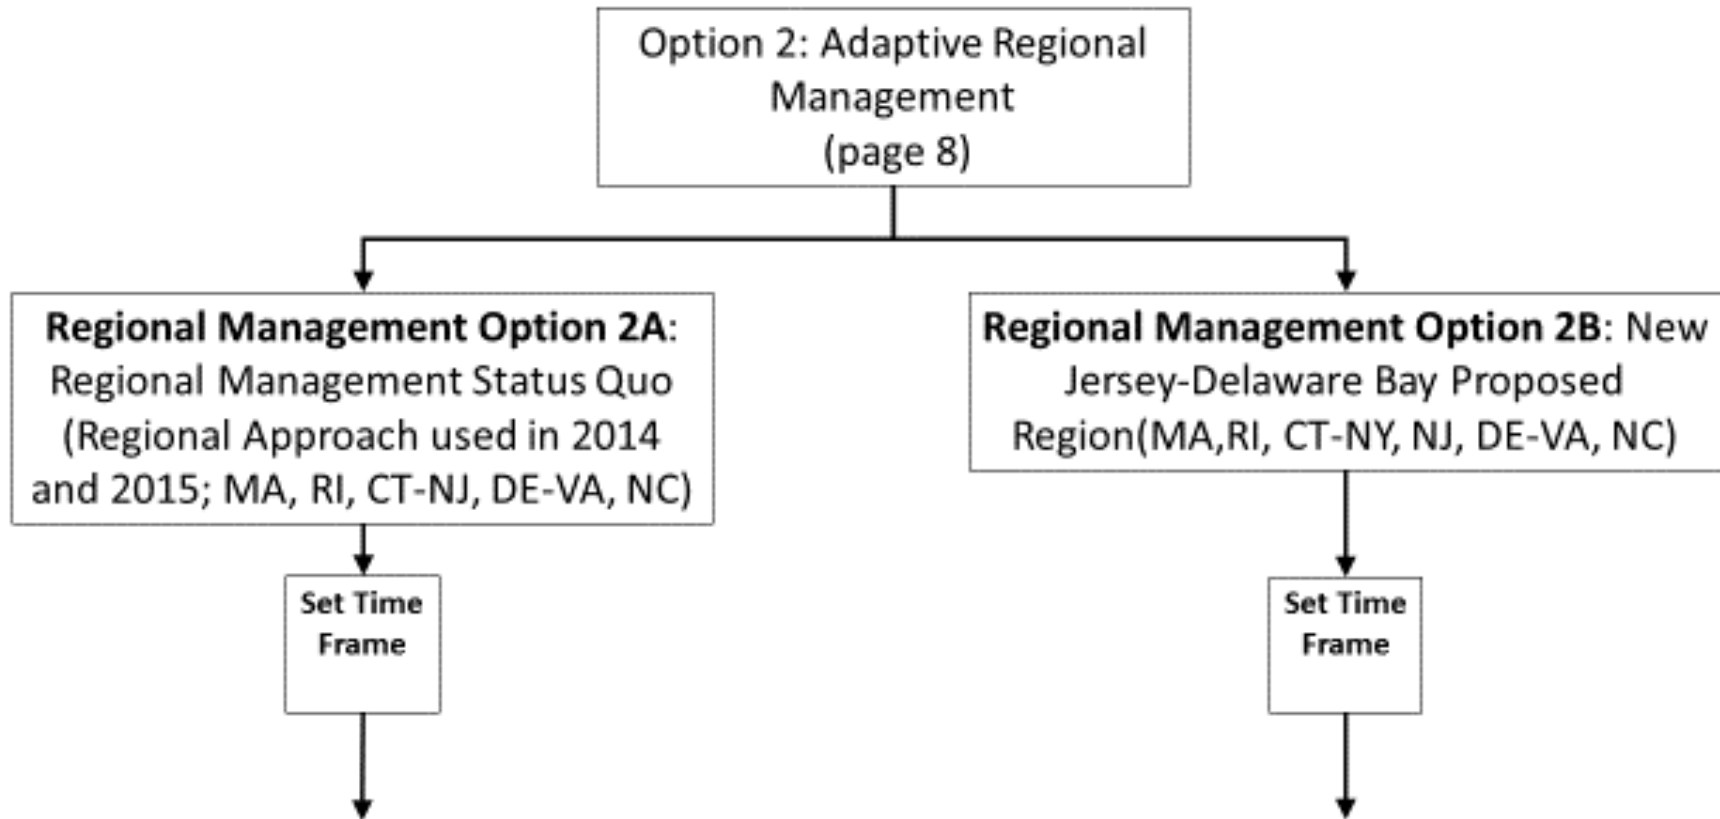 Option 2: Adaptive Regional
Management
(page 8)
Regional Management Option 2A:
Regional Management Status Quo
(Regional Approach used in 2014
and 2015; MA, RI, CT-NJ, DE-VA, NC)
Regional Management Option 2B: New
Jersey-Delaware Bay Proposed
Region(MA,RI, CT-NY, NJ, DE-VA, NC)
Set Time
Frame
Set Time
Frame